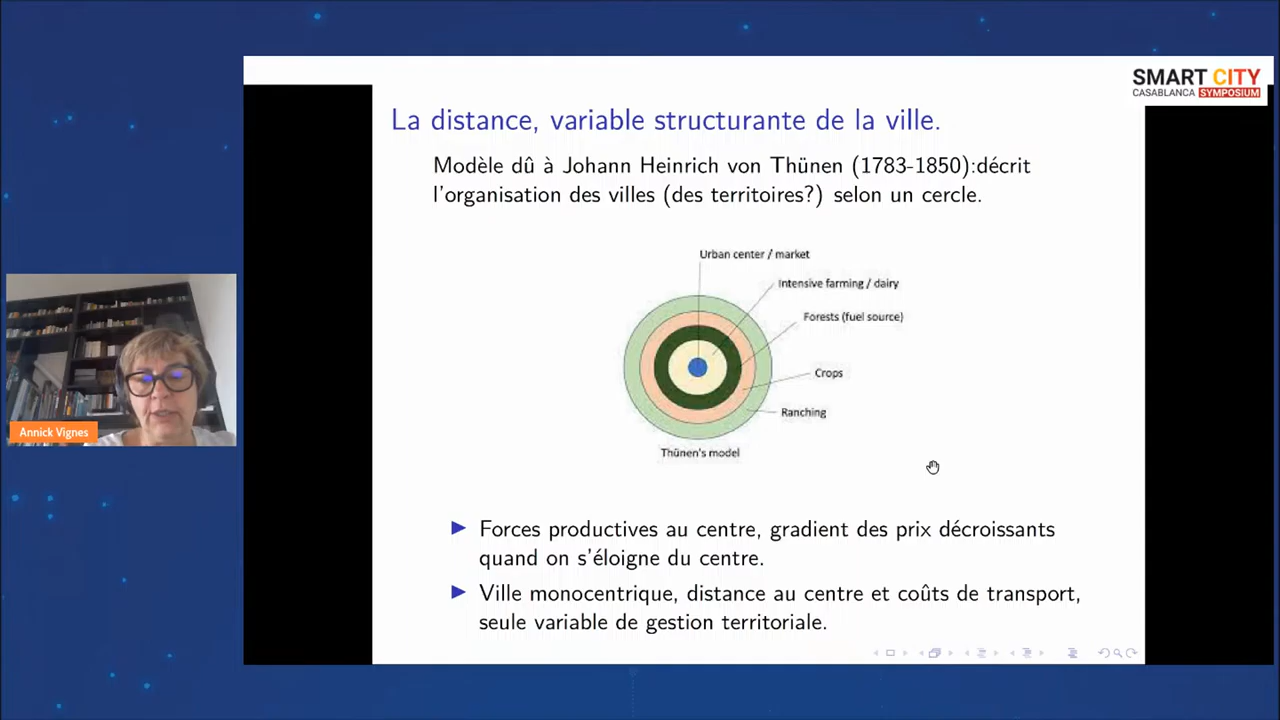 SMART CITY
CASABLANCA SYMPOSIUM
La distance, variable structurante de la ville.
Modèle dû à Johann Heinrich von Thünen (1783-1850):décrit
l'organisation des villes (des territoires?) selon un cercle.
Urban center / market
Intensive farming / dairy
Forests (fuel source)
Crops
Ranching
Thünen's model
Annick Vignes
Forces productives au centre, gradient des prix décroissants
quand on s'éloigne du centre.
Ville monocentrique, distance au centre et coûts de transport,
seule variable de gestion territoriale.